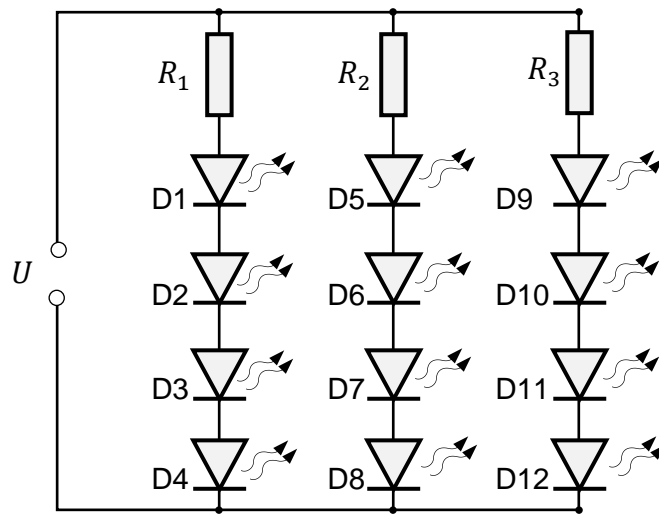 R₁ R₂ R₃
D1 D5 D9
U
D2 D6 D10
D3 D7 D11
D4 D8 D12